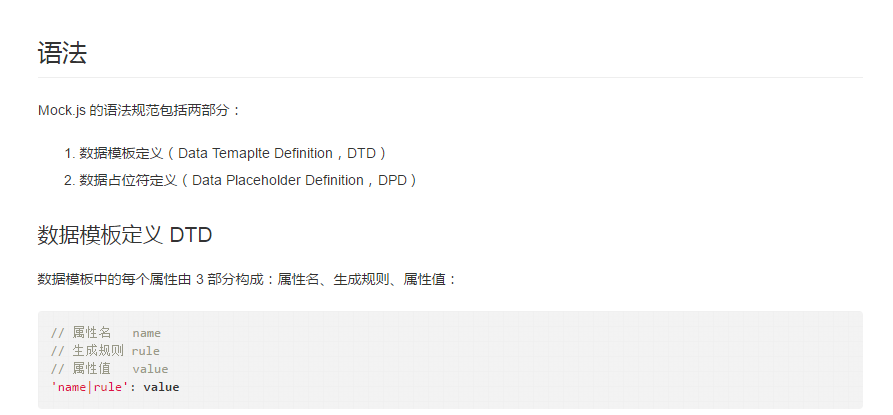 语法
Mock.js 的语法规范包括两部分：
1. 数据模板定义（Data Temaplte Definition，DTD）
2. 数据占位符定义（Data Placeholder Definition，DPD）
数据模板定义 DTD
数据模板中的每个属性由 3 部分构成：属性名、生成规则、属性值：
// 属性名   name
// 生成规则 rule
// 属性值   value
'name|rule': value